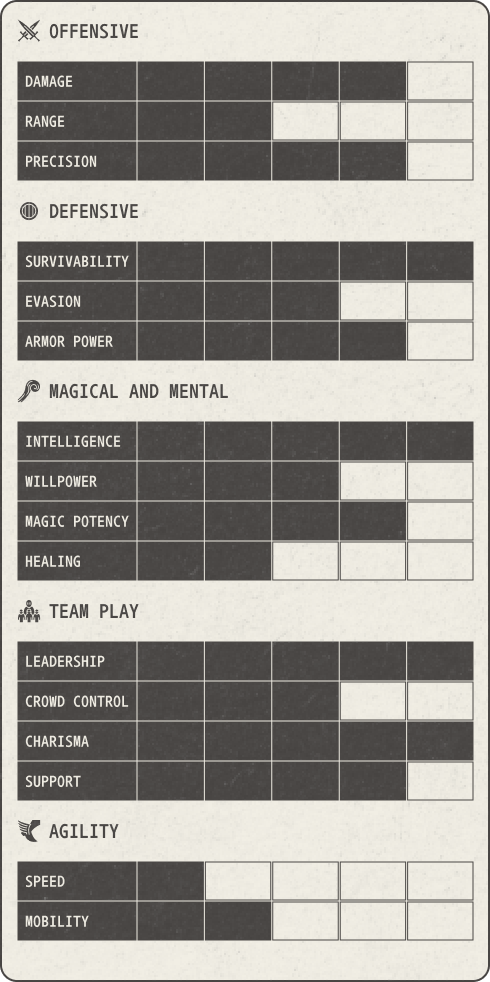 OFFENSIVE
DAMAGE
RANGE
PRECISION
DEFENSIVE
SURVIVABILITY
EVASION
ARMOR POWER
MAGICAL AND MENTAL
INTELLIGENCE
WILLPOWER
MAGIC POTENCY
HEALING
TEAM PLAY
LEADERSHIP
CROWD CONTROL
CHARISMA
SUPPORT
AGILITY
SPEED
MOBILITY